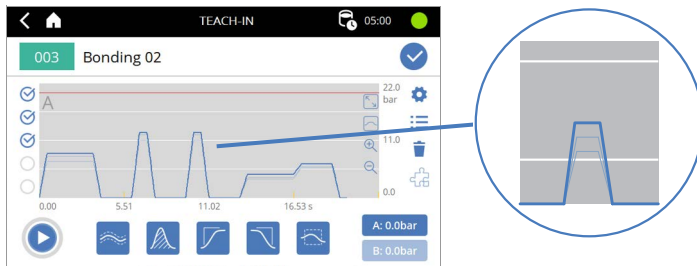 TEACH-IN 05:00
003 Bonding 02
A
22.0
bar
11.0
0.0
0.00 5.51 11.02 16.53 s
A: 0.0bar
B: 0.0bar